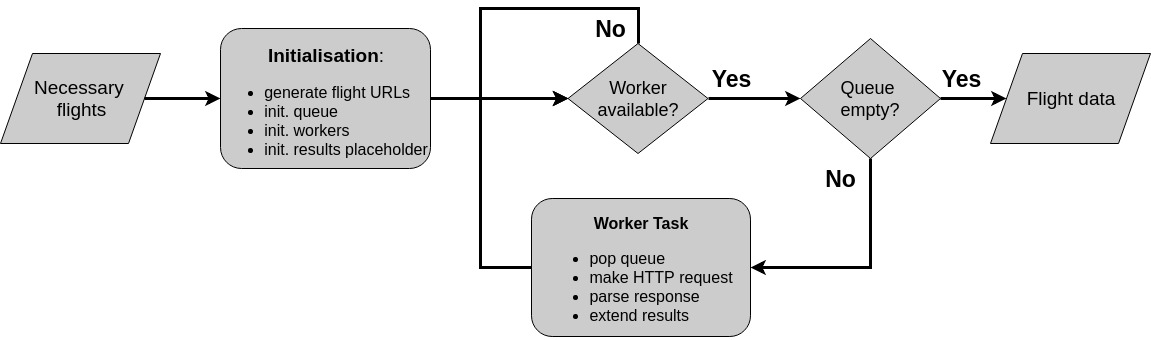 Necessary
flights
Initialisation:
• generate flight URLs
• init. queue
• init. workers
• init. results placeholder
No
Worker
available?
Yes
Queue
empty?
Yes
Flight data
No
Worker Task
• pop queue
• make HTTP request
• parse response
• extend results